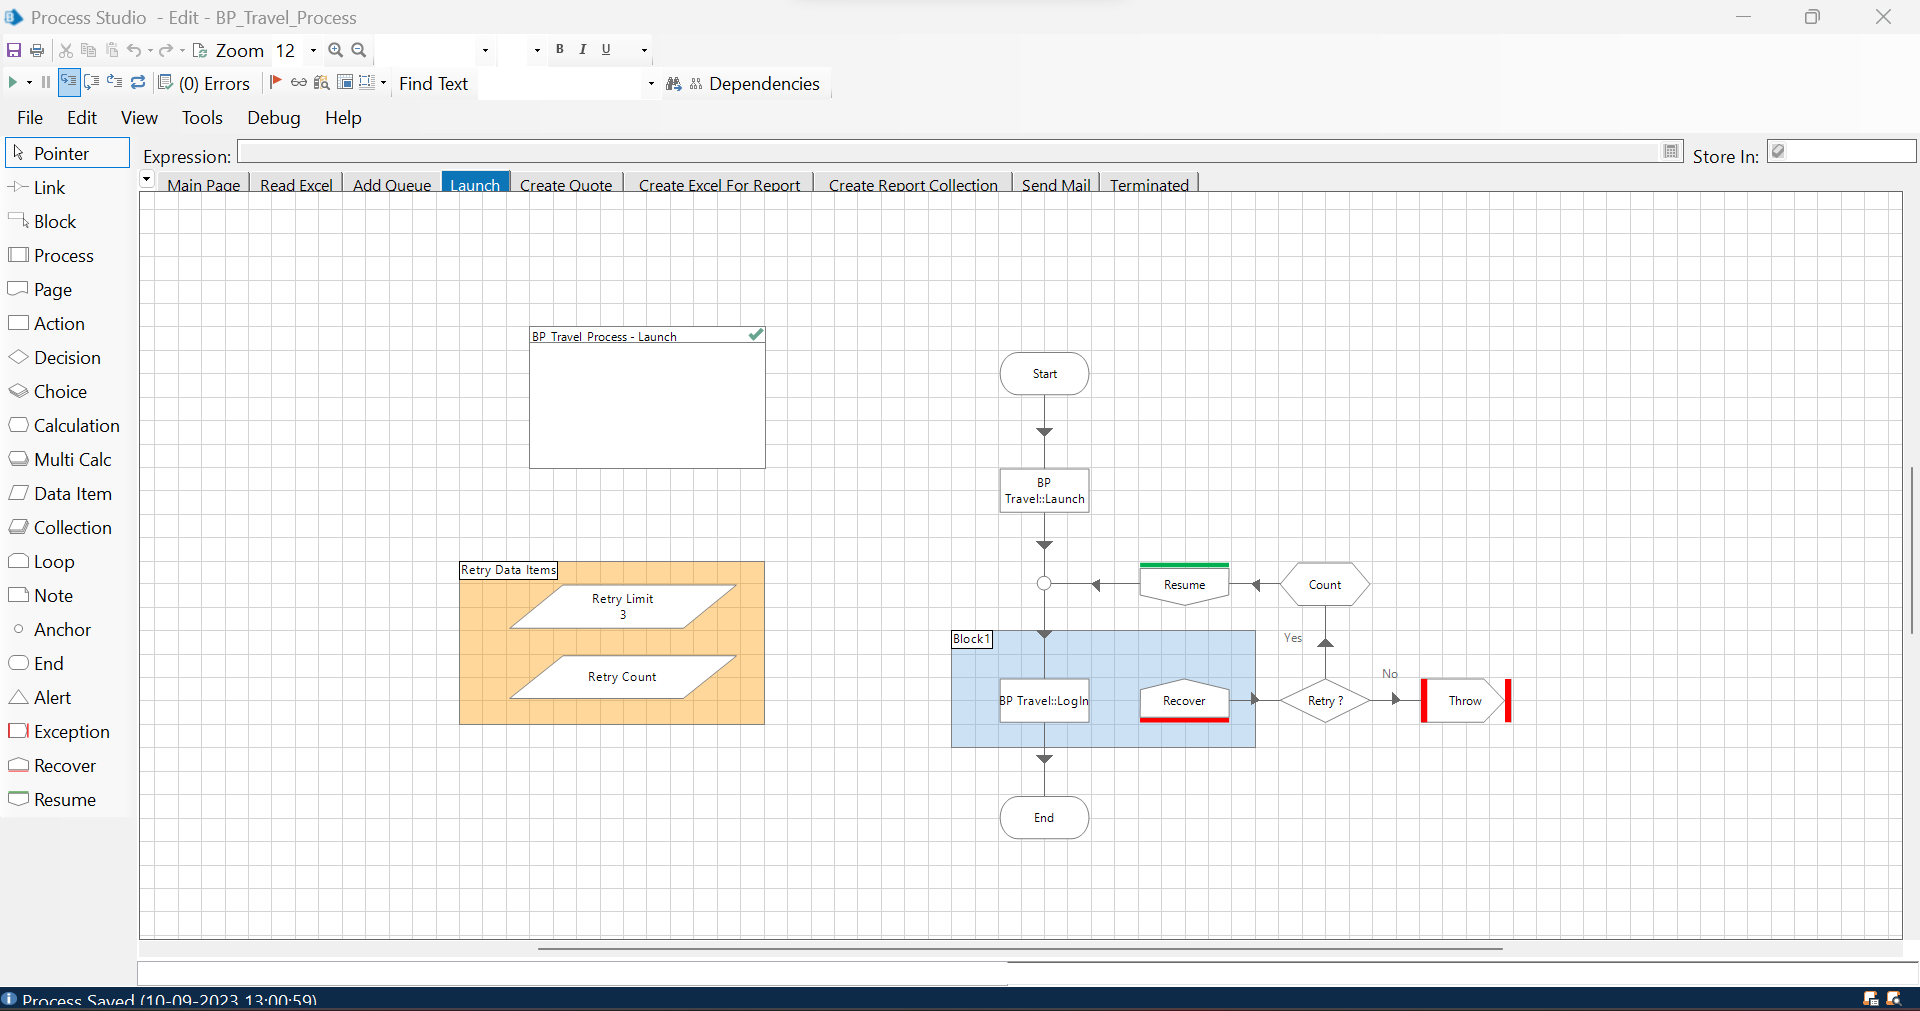 Process Studio - Edit - BP_Travel_Process
Zoom 12 B I U
(0) Errors Find Text Dependencies
File Edit View Tools Debug Help
Pointer
Link
Block
Process
Page
Action
Decision
Choice
Calculation
Multi Calc
Data Item
Collection
Loop
Note
Anchor
End
Alert
Exception
Recover
Resume
Expression: Store In:
Main Page Read Excel Add Queue Launch Create Quote Create Excel For Report Create Report Collection Send Mail Terminated
BP_Travel_Process - Launch
Start
BP
Travel::Launch
Retry Data Items
Retry Limit
3
Retry Count
Resume
Count
Block1
Yes
No
BP Travel::LogIn
Recover
Retry ?
Throw
End
Process Saved (10-09-2023 13:00:59)